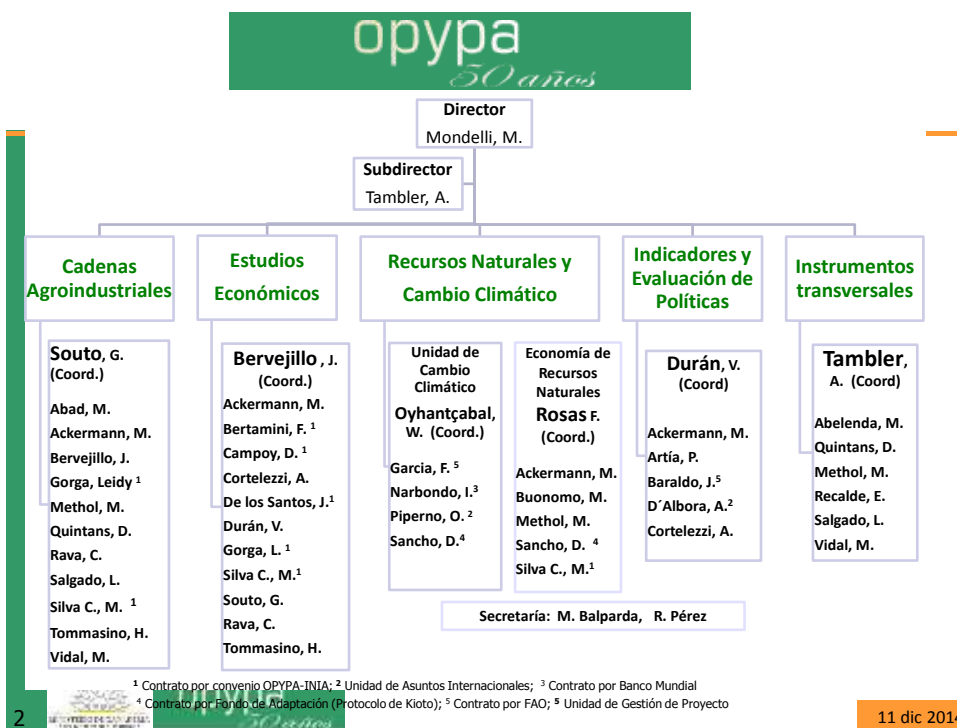 opypa
50 años
Director
Mondelli, M.
Subdirector
Tambler, A.
Cadenas
Agroindustriales
Souto, G.
(Coord.)
Abad, M.
Ackermann, M.
Bervejillo, J.
Gorga, Leidy ¹
Methol, M.
Quintans, D.
Rava, C.
Salgado, L.
Silva C., M. ¹
Tommasino, H.
Vidal, M.
Estudios
Económicos
Bervejillo , J.
(Coord.)
Ackermann, M.
Bertamini, F. ¹
Campoy, D. ¹
Cortelezzi, A.
De los Santos, J.¹
Durán, V.
Gorga, L. ¹
Silva C., M.¹
Souto, G.
Rava, C.
Tommasino, H.
Recursos Naturales y
Cambio Climático
Unidad de
Cambio
Climático
Oyhantçabal,
W. (Coord.)
Garcia, F. ⁵
Narbondo, I.³
Piperno, O. ²
Sancho, D.⁴
Economía de
Recursos
Naturales
Rosas F.
(Coord.)
Ackermann, M.
Buonomo, M.
Methol, M.
Sancho, D. ⁴
Silva C., M.¹
Indicadores y
Evaluación de
Políticas
Durán, V.
(Coord)
Ackermann, M.
Artía, P.
Baraldo, J.⁵
D´Albora, A.²
Cortelezzi, A.
Instrumentos
transversales
Tambler,
A. (Coord)
Abelenda, M.
Quintans, D.
Methol, M.
Recalde, E.
Salgado, L.
Vidal, M.
Secretaría: M. Balparda, R. Pérez
¹ Contrato por convenio OPYPA-INIA; ² Unidad de Asuntos Internacionales; ³ Contrato por Banco Mundial
⁴ Contrato por Fondo de Adaptación (Protocolo de Kioto); ⁵ Contrato por FAO; ⁵ Unidad de Gestión de Proyecto
2
opypa
50 años
11 dic 2014